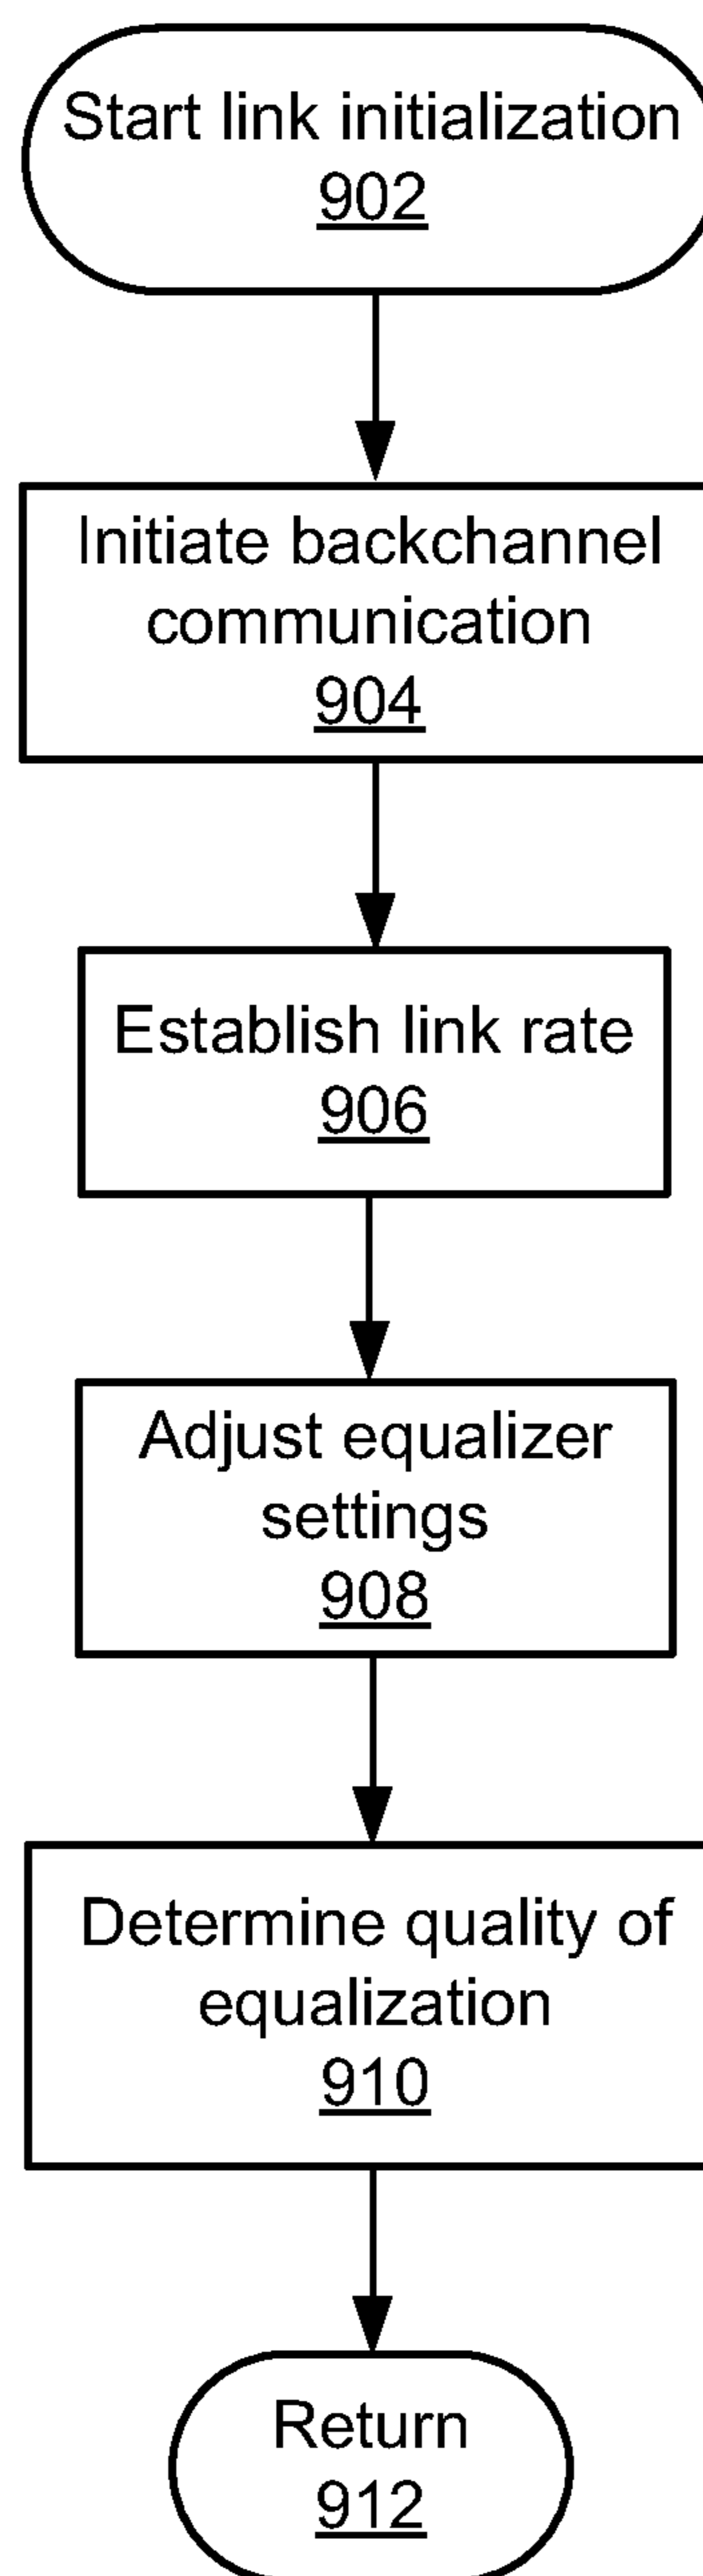 Start link initialization
902
Initiate backchannel
communication
904
Establish link rate
906
Adjust equalizer
settings
908
Determine quality of
equalization
910
Return
912